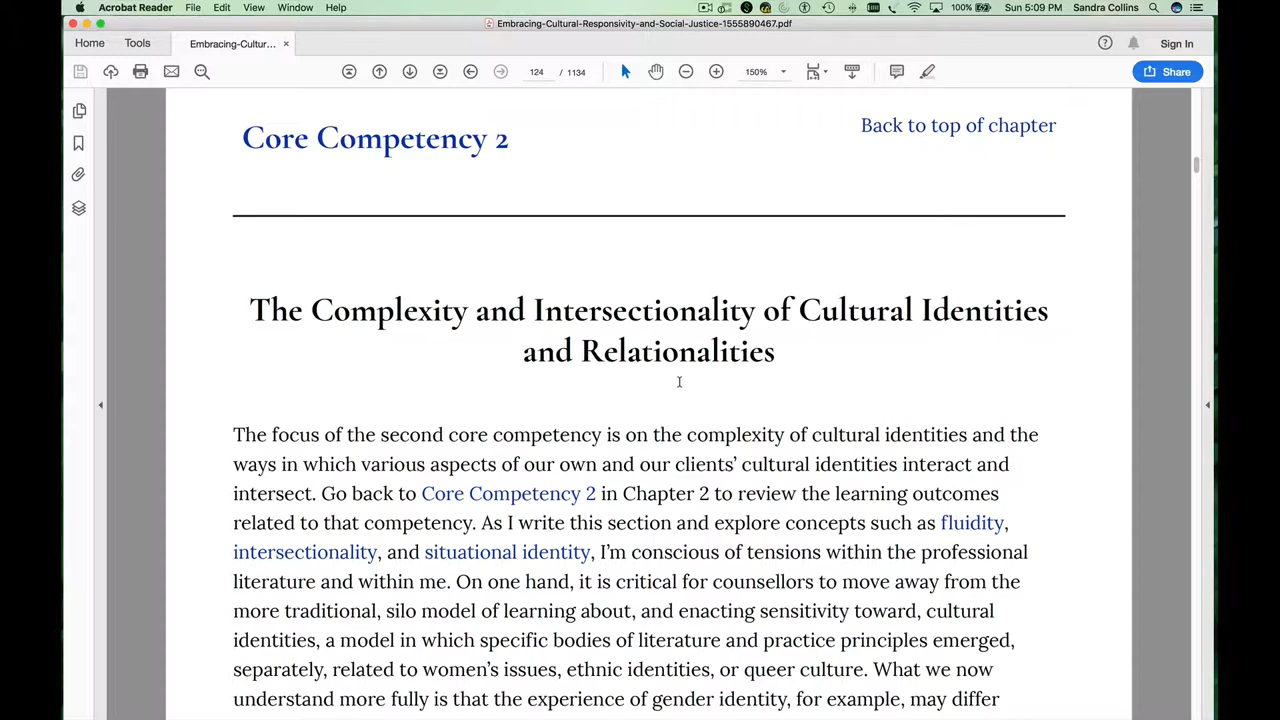 Acrobat Reader File Edit View Window Help 100% Sun 5:09 PM Sandra Collins
Embracing-Cultural-Responsivity-and-Social-Justice-1555890467.pdf
Home Tools Embracing-Cultur... × Sign In
124 / 1134 150% Share
Core Competency 2
Back to top of chapter
The Complexity and Intersectionality of Cultural Identities
and Relationalities
The focus of the second core competency is on the complexity of cultural identities and the
ways in which various aspects of our own and our clients’ cultural identities interact and
intersect. Go back to Core Competency 2 in Chapter 2 to review the learning outcomes
related to that competency. As I write this section and explore concepts such as fluidity,
intersectionality, and situational identity, I’m conscious of tensions within the professional
literature and within me. On one hand, it is critical for counsellors to move away from the
more traditional, silo model of learning about, and enacting sensitivity toward, cultural
identities, a model in which specific bodies of literature and practice principles emerged,
separately, related to women’s issues, ethnic identities, or queer culture. What we now
understand more fully is that the experience of gender identity, for example, may differ